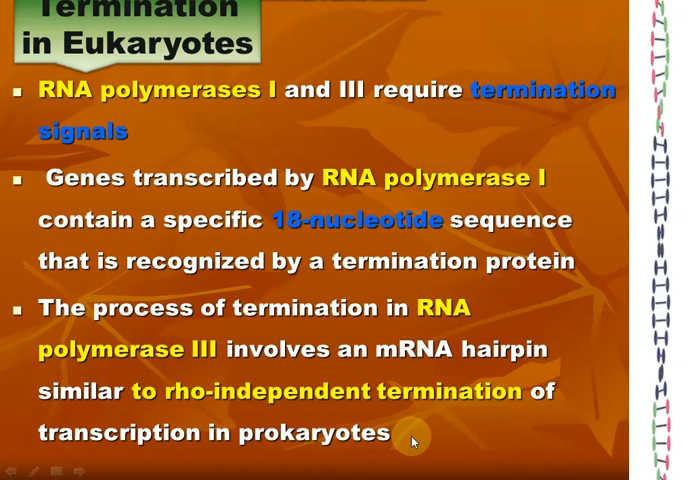 Termination
in Eukaryotes
RNA polymerases I and III require termination
signals
Genes transcribed by RNA polymerase I
contain a specific 18-nucleotide sequence
that is recognized by a termination protein
The process of termination in RNA
polymerase III involves an mRNA hairpin
similar to rho-independent termination of
transcription in prokaryotes